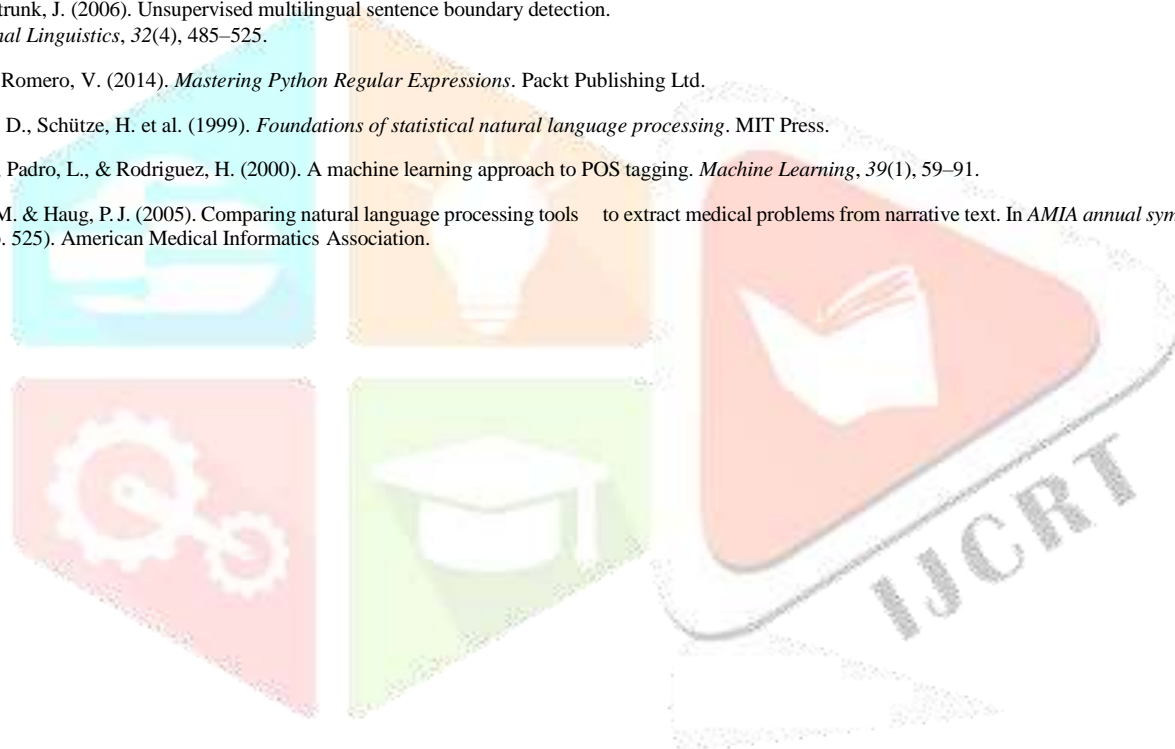 trunk, J. (2006). Unsupervised multilingual sentence boundary detection.
nal Linguistics, 32(4), 485–525.
Romero, V. (2014). Mastering Python Regular Expressions. Packt Publishing Ltd.
D., Schütze, H. et al. (1999). Foundations of statistical natural language processing. MIT Press.
, Padro, L., & Rodriguez, H. (2000). A machine learning approach to POS tagging. Machine Learning, 39(1), 59–91.
M. & Haug, P. J. (2005). Comparing natural language processing tools to extract medical problems from narrative text. In AMIA annual sym
. 525). American Medical Informatics Association.
IJCRT